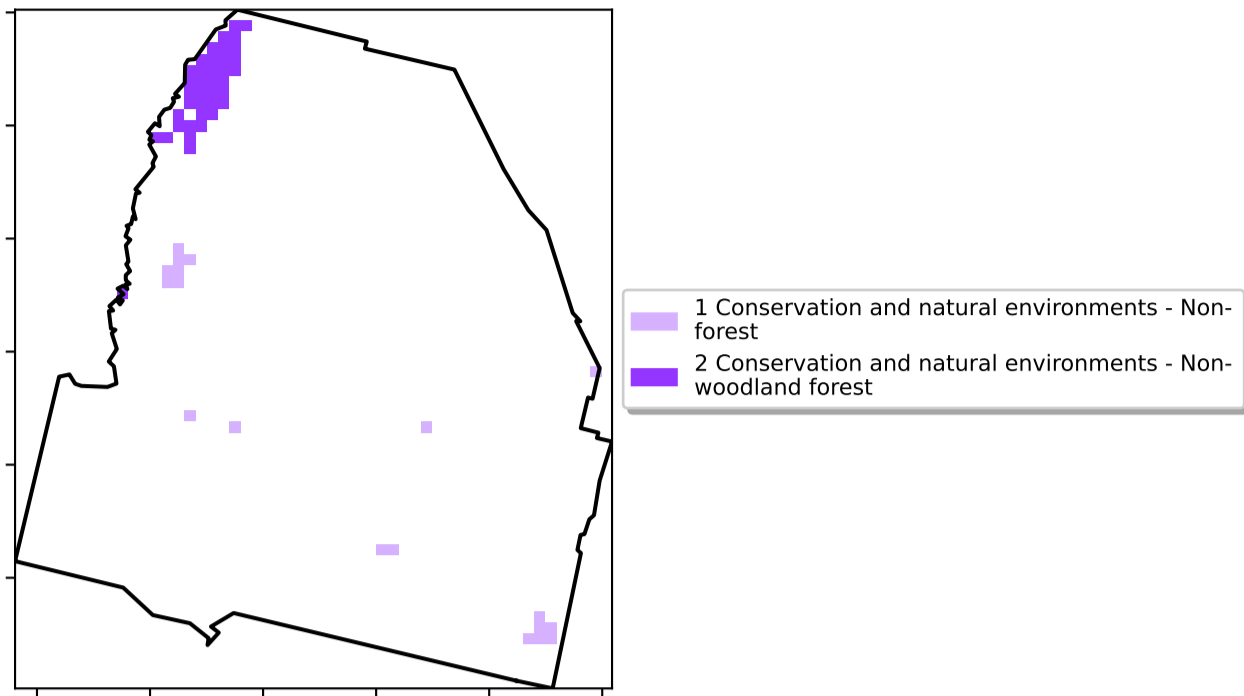 1 Conservation and natural environments - Non-
forest
2 Conservation and natural environments - Non-
woodland forest